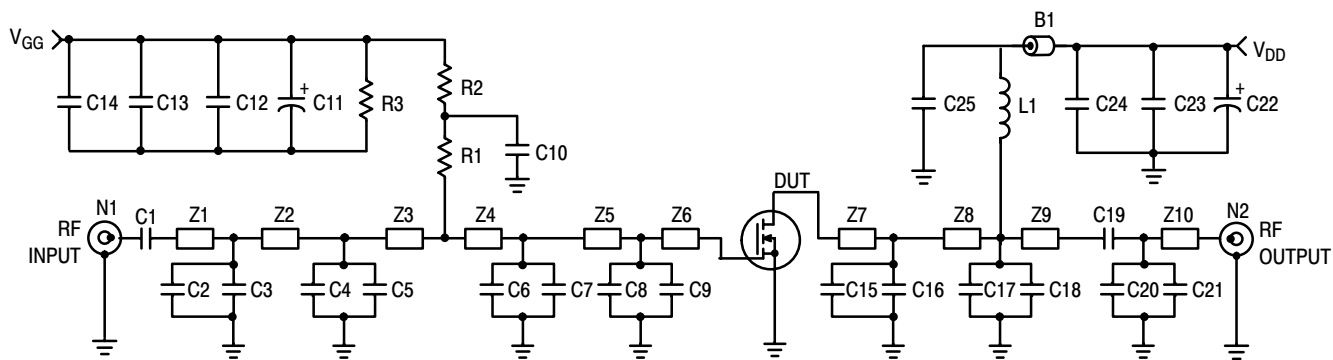 B1
VGG
VDD
+
+
C14
C13
C12
C11
R3
R2
C25
L1
C24
C23
C22
R1
C10
DUT
N1
RF
INPUT
C1
Z1
Z2
Z3
Z4
Z5
Z6
Z7
Z8
Z9
C19
Z10
N2
RF
OUTPUT
C2
C3
C4
C5
C6
C7
C8
C9
C15
C16
C17
C18
C20
C21